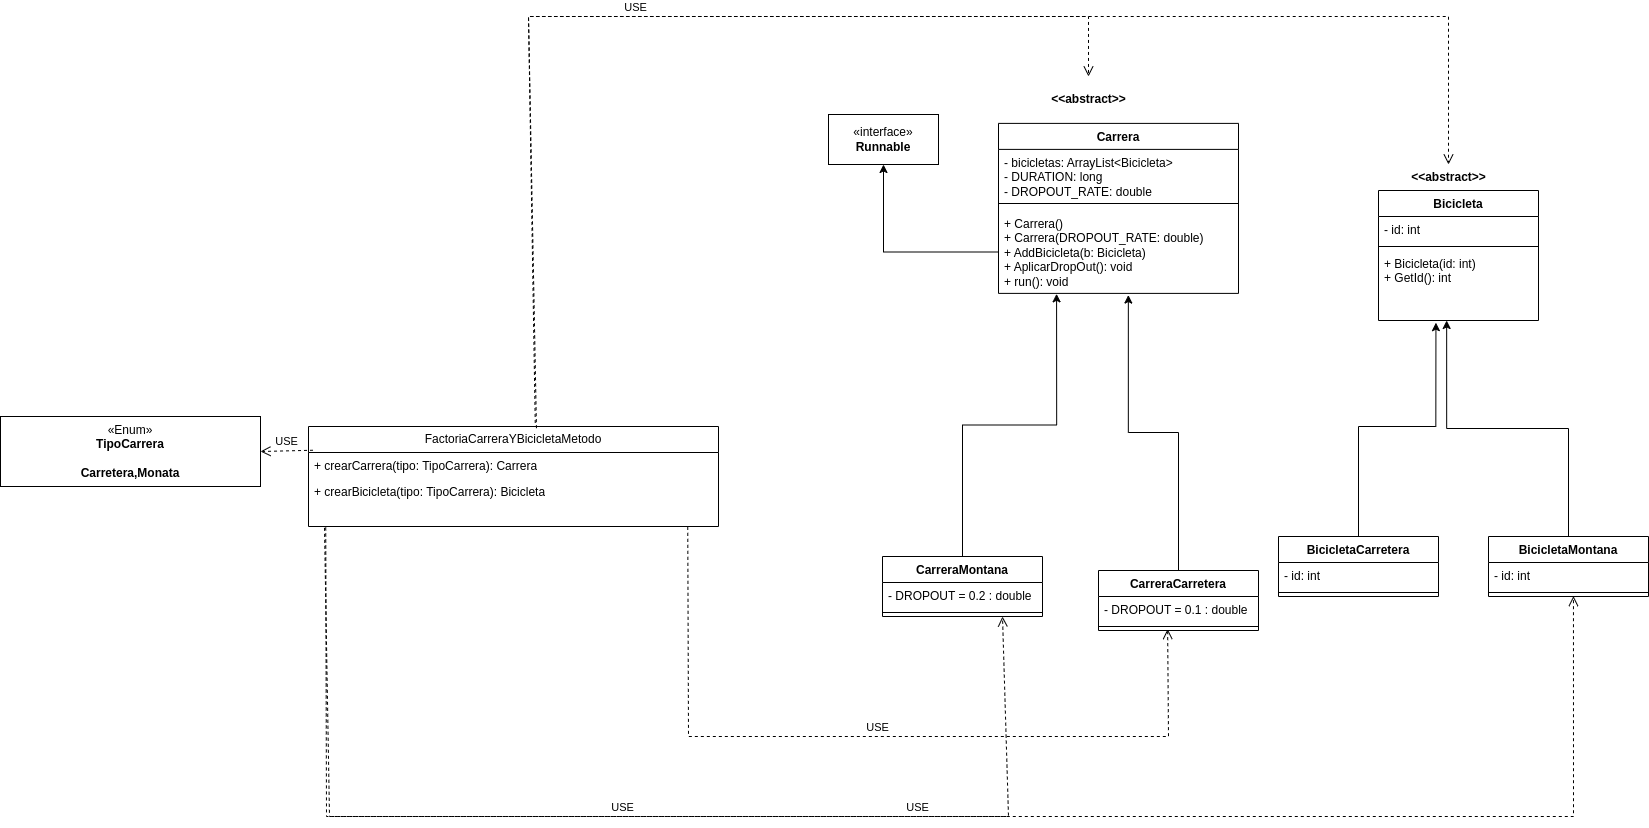 USE
<<abstract>>
«interface»
Runnable
Carrera
- bicicletas: ArrayList<Bicicleta>
- DURATION: long
- DROPOUT_RATE: double
+ Carrera()
+ Carrera(DROPOUT_RATE: double)
+ AddBicicleta(b: Bicicleta)
+ AplicarDropOut(): void
+ run(): void
<<abstract>>
Bicicleta
- id: int
+ Bicicleta(id: int)
+ GetId(): int
«Enum»
TipoCarrera
Carretera,Monata
USE
FactoriaCarreraYBicicletaMetodo
+ crearCarrera(tipo: TipoCarrera): Carrera
+ crearBicicleta(tipo: TipoCarrera): Bicicleta
CarreraMontana
- DROPOUT = 0.2 : double
CarreraCarretera
- DROPOUT = 0.1 : double
BicicletaCarretera
- id: int
BicicletaMontana
- id: int
USE
USE
USE